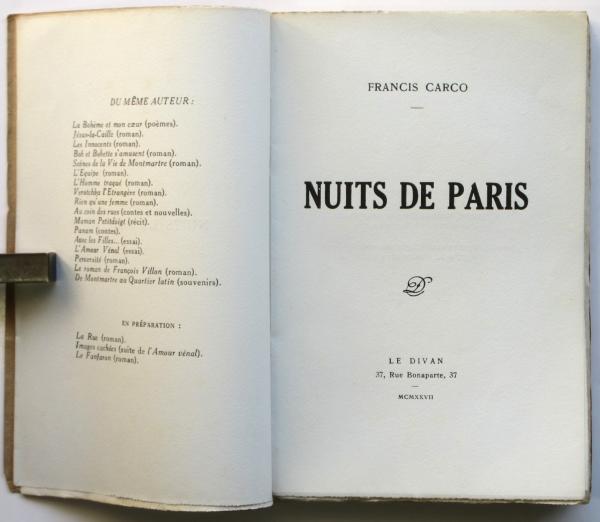 DU MÊME AUTEUR :
La Bohème et mon cœur (poèmes).
Jésus-la-Caille (roman).
Les Innocents (roman).
Bob et Bobette s'amusent (roman).
Scènes de la Vie de Montmartre (roman).
L'Equipe (roman).
L'Homme traqué (roman).
Verotchka l'Etrangère (roman).
Rien qu'une femme (roman).
Au coin des rues (contes et nouvelles).
Maman Petitdoigt (récit).
Panam (contes).
Avec les Filles... (essai).
L'Amour Vénal (essai).
Perversité (roman).
Le roman de François Villon (roman).
De Montmartre au Quartier latin (souvenirs).
EN PRÉPARATION :
La Rue (roman).
Images cachées (suite de l'Amour vénal).
Le Fanfaron (roman).
FRANCIS CARCO
NUITS DE PARIS
D
LE DIVAN
37, Rue Bonaparte, 37
MCMXXVII